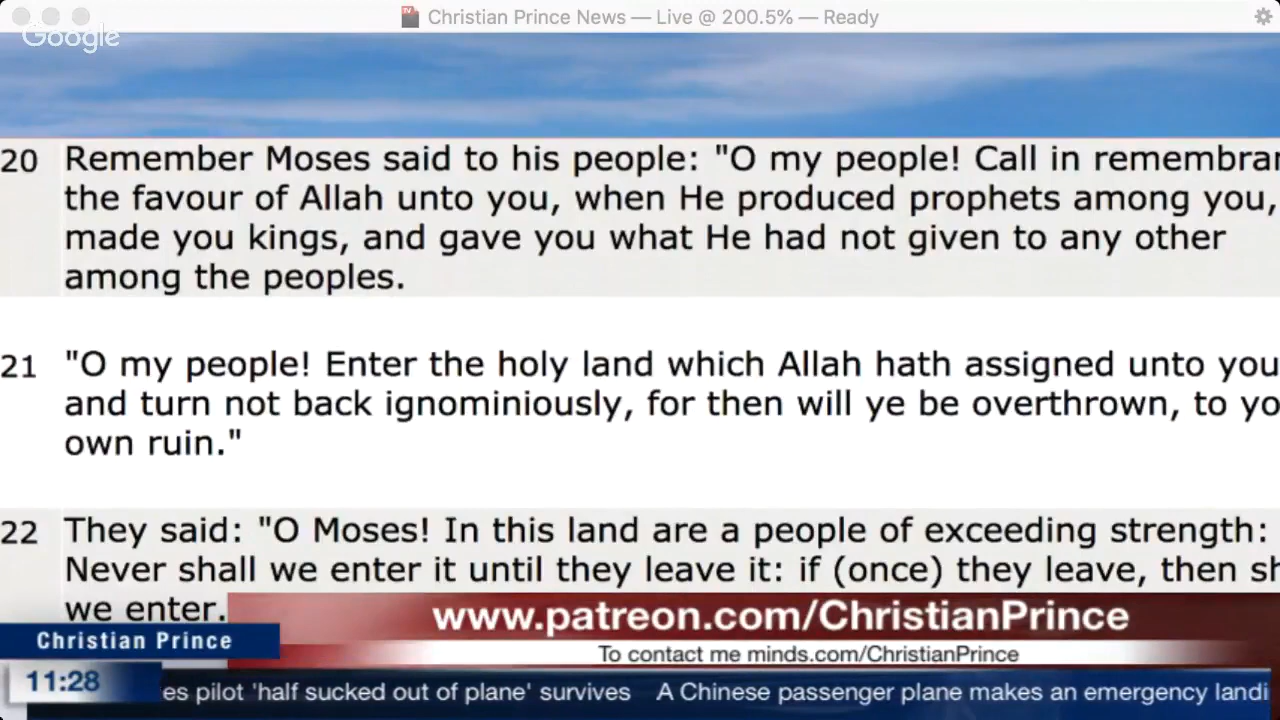 Christian Prince News — Live @ 200.5% — Ready
Google
20 Remember Moses said to his people: "O my people! Call in
the favour of Allah unto you, when He produced prophets among you,
made you kings, and gave you what He had not given to any other
among the peoples.
21 "O my people! Enter the holy land which Allah hath assigned unto you
and turn not back ignominiously, for then will ye be overthrown, to
own ruin."
22 They said: "O Moses! In this land are a people of exceeding strength:
Never shall we enter it until they leave it: if (once) they leave, then
we enter.
www.patreon.com/ChristianPrince
Christian Prince
To contact me minds.com/ChristianPrince
11:28
es pilot 'half sucked out of plane' survives A Chinese passenger plane makes an emergency landi